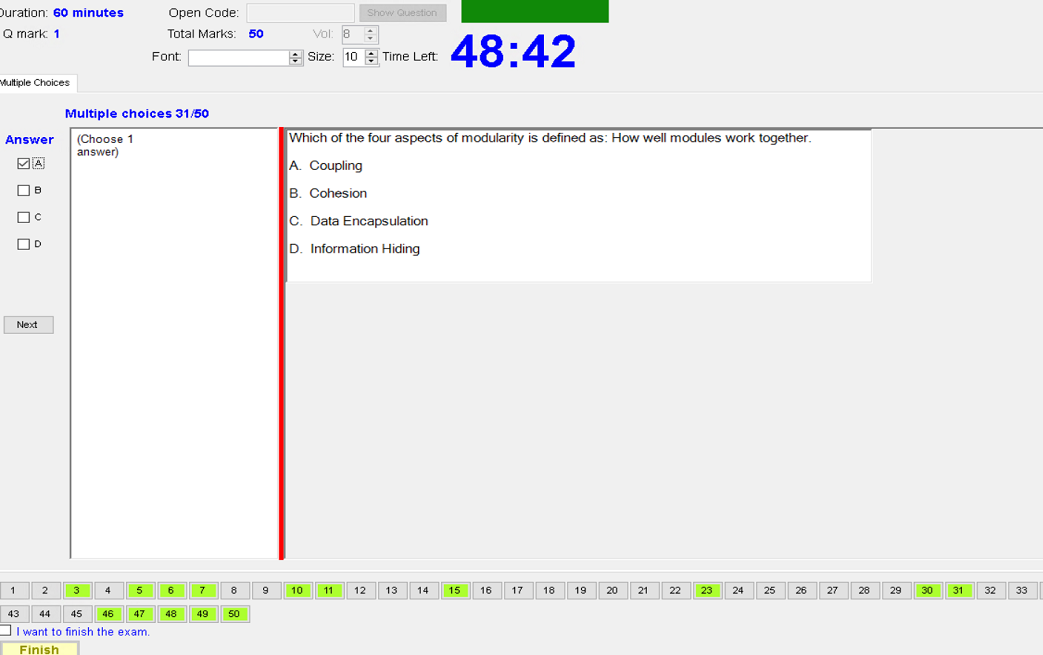 Duration: 60 minutes Open Code: Show Question
Q mark: 1 Total Marks: 50 Vol: 8
Font: Size: 10 Time Left: 48:42
Multiple Choices
Multiple choices 31/50
Answer
(Choose 1
answer)
A
B
C
D
Next
Which of the four aspects of modularity is defined as: How well modules work together.
A. Coupling
B. Cohesion
C. Data Encapsulation
D. Information Hiding
1 2 3 4 5 6 7 8 9 10 11 12 13 14 15 16 17 18 19 20 21 22 23 24 25 26 27 28 29 30 31 32 33
43 44 45 46 47 48 49 50
I want to finish the exam.
Finish